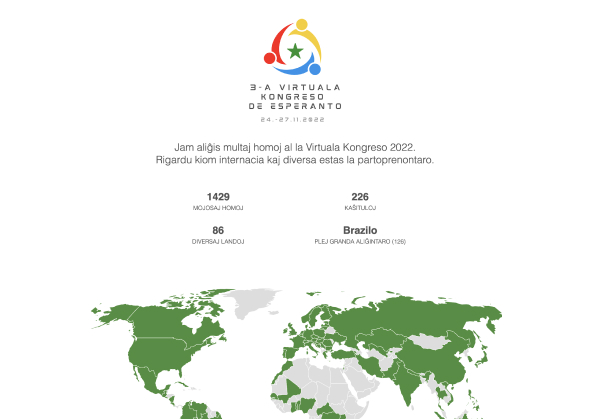 3-A VIRTUALA
KONGRESO
DE ESPERANTO
24.-27.11.2022
Jam aliĝis multaj homoj al la Virtuala Kongreso 2022.
Rigardu kiom internacia kaj diversa estas la partoprenontaro.
1429
MOJOSAJ HOMOJ
226
KAŜITULOJ
86
DIVERSAJ LANDOJ
Brazilo
PLEJ GRANDA ALIĜINTARO (126)